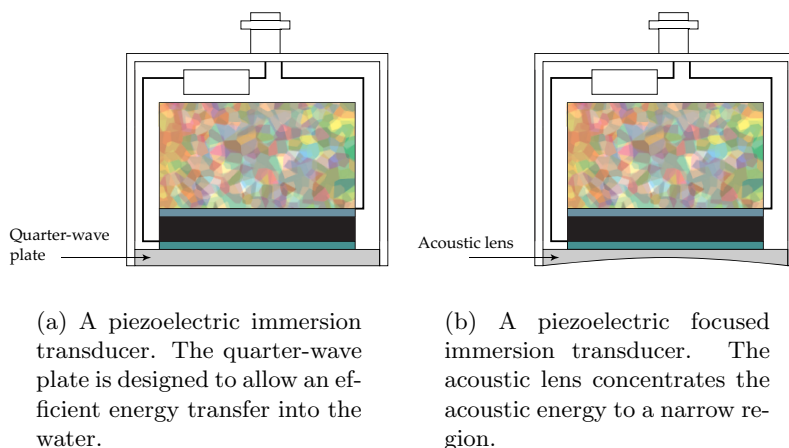 Quarter-wave
plate
Acoustic lens
(a) A piezoelectric immersion
transducer. The quarter-wave
plate is designed to allow an ef-
ficient energy transfer into the
water.
(b) A piezoelectric focused
immersion transducer. The
acoustic lens concentrates the
acoustic energy to a narrow re-
gion.